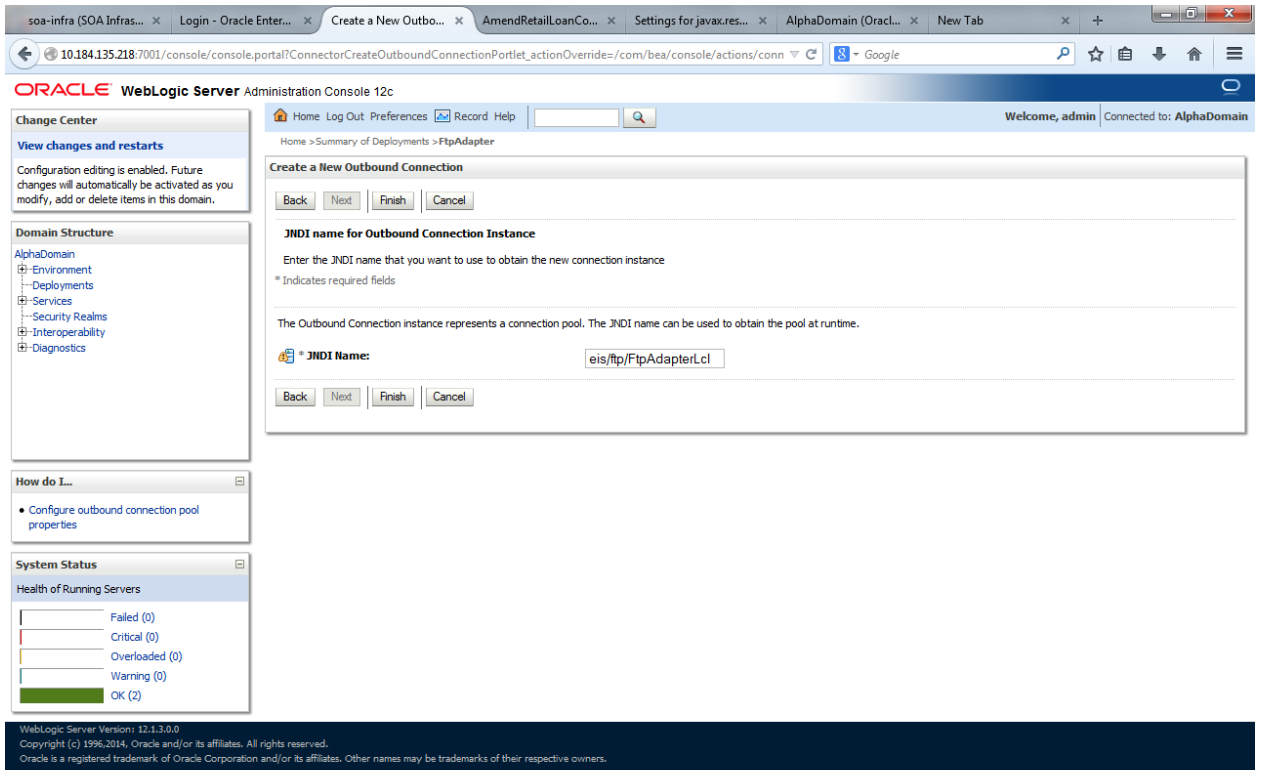 soa-infra (SOA Infras... ×
Login - Oracle Enter... ×
Create a New Outbo... ×
AmendRetailLoanCo... ×
Settings for javax.res... ×
AlphaDomain (Oracl... ×
New Tab ×
10.184.135.218:7001/console/console.portal?ConnectorCreateOutboundConnectionPortlet_actionOverride=/com/bea/console/actions/conn
8 Google
ORACLE WebLogic Server Administration Console 12c
Change Center
View changes and restarts
Configuration editing is enabled. Future
changes will automatically be activated as you
modify, add or delete items in this domain.
Domain Structure
AlphaDomain
Environment
Deployments
Services
Security Realms
Interoperability
Diagnostics
How do I...
Configure outbound connection pool
properties
System Status
Health of Running Servers
Failed (0)
Critical (0)
Overloaded (0)
Warning (0)
OK (2)
Home Log Out Preferences Record Help
Welcome, admin Connected to: AlphaDomain
Home >Summary of Deployments >FtpAdapter
Create a New Outbound Connection
Back Next Finish Cancel
JNDI name for Outbound Connection Instance
Enter the JNDI name that you want to use to obtain the new connection instance
* Indicates required fields
The Outbound Connection instance represents a connection pool. The JNDI name can be used to obtain the pool at runtime.
* JNDI Name: eis/ftp/FtpAdapterLcl
Back Next Finish Cancel
WebLogic Server Version: 12.1.3.0.0
Copyright (c) 1996,2014, Oracle and/or its affiliates. All rights reserved.
Oracle is a registered trademark of Oracle Corporation and/or its affiliates. Other names may be trademarks of their respective owners.